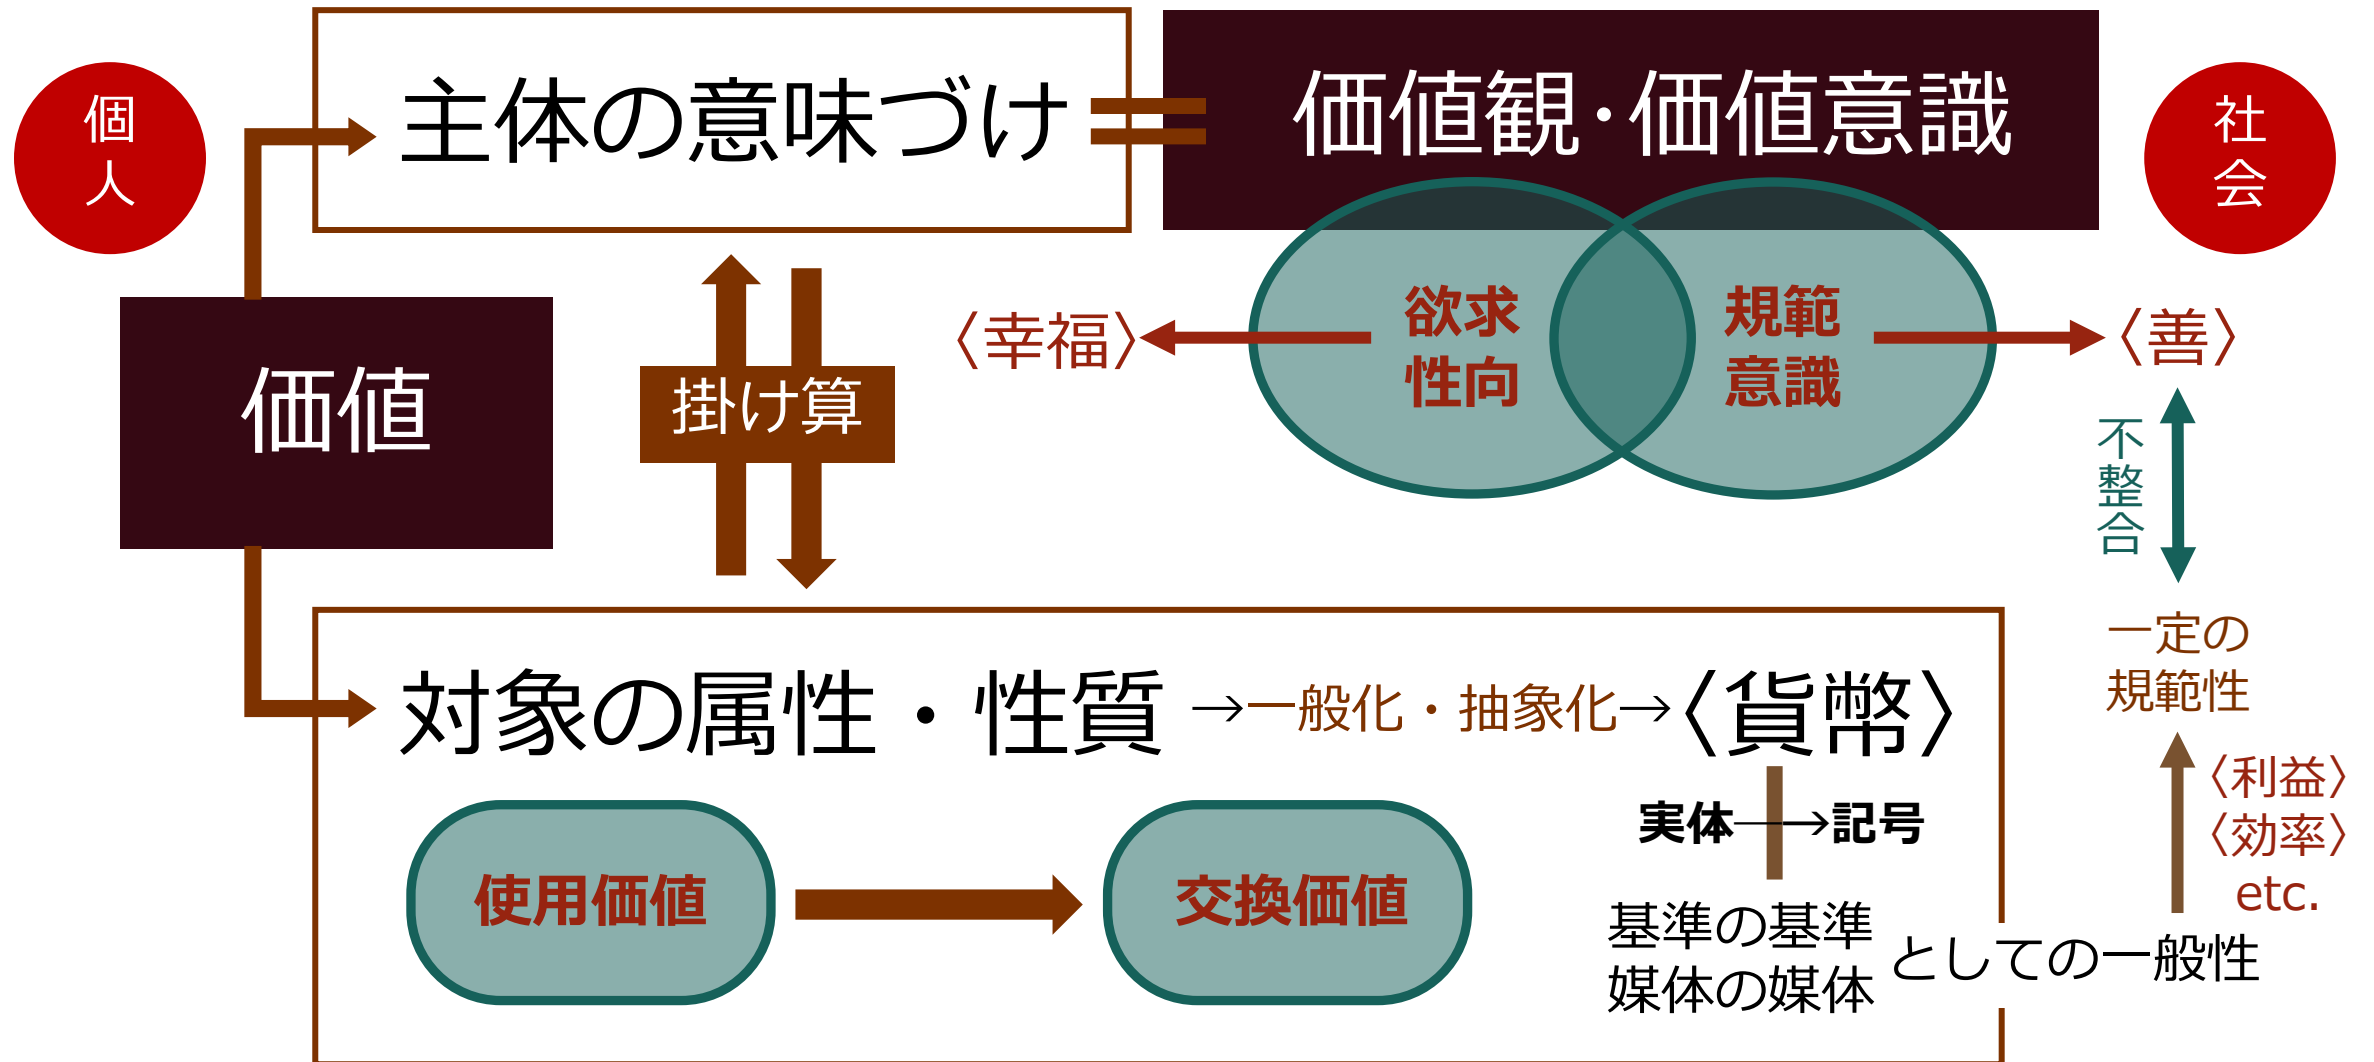 個
人
主体の意味づけ
価値観・価値意識
社
会
価値
掛け算
〈幸福〉
欲求
性向
規範
意識
〈善〉
不
整
合
一定の
規範性
対象の属性・性質
→一般化・抽象化→〈貨幣〉
実体─→記号
〈利益〉
〈効率〉
etc.
使用価値
交換価値
基準の基準
媒体の媒体
としての一般性